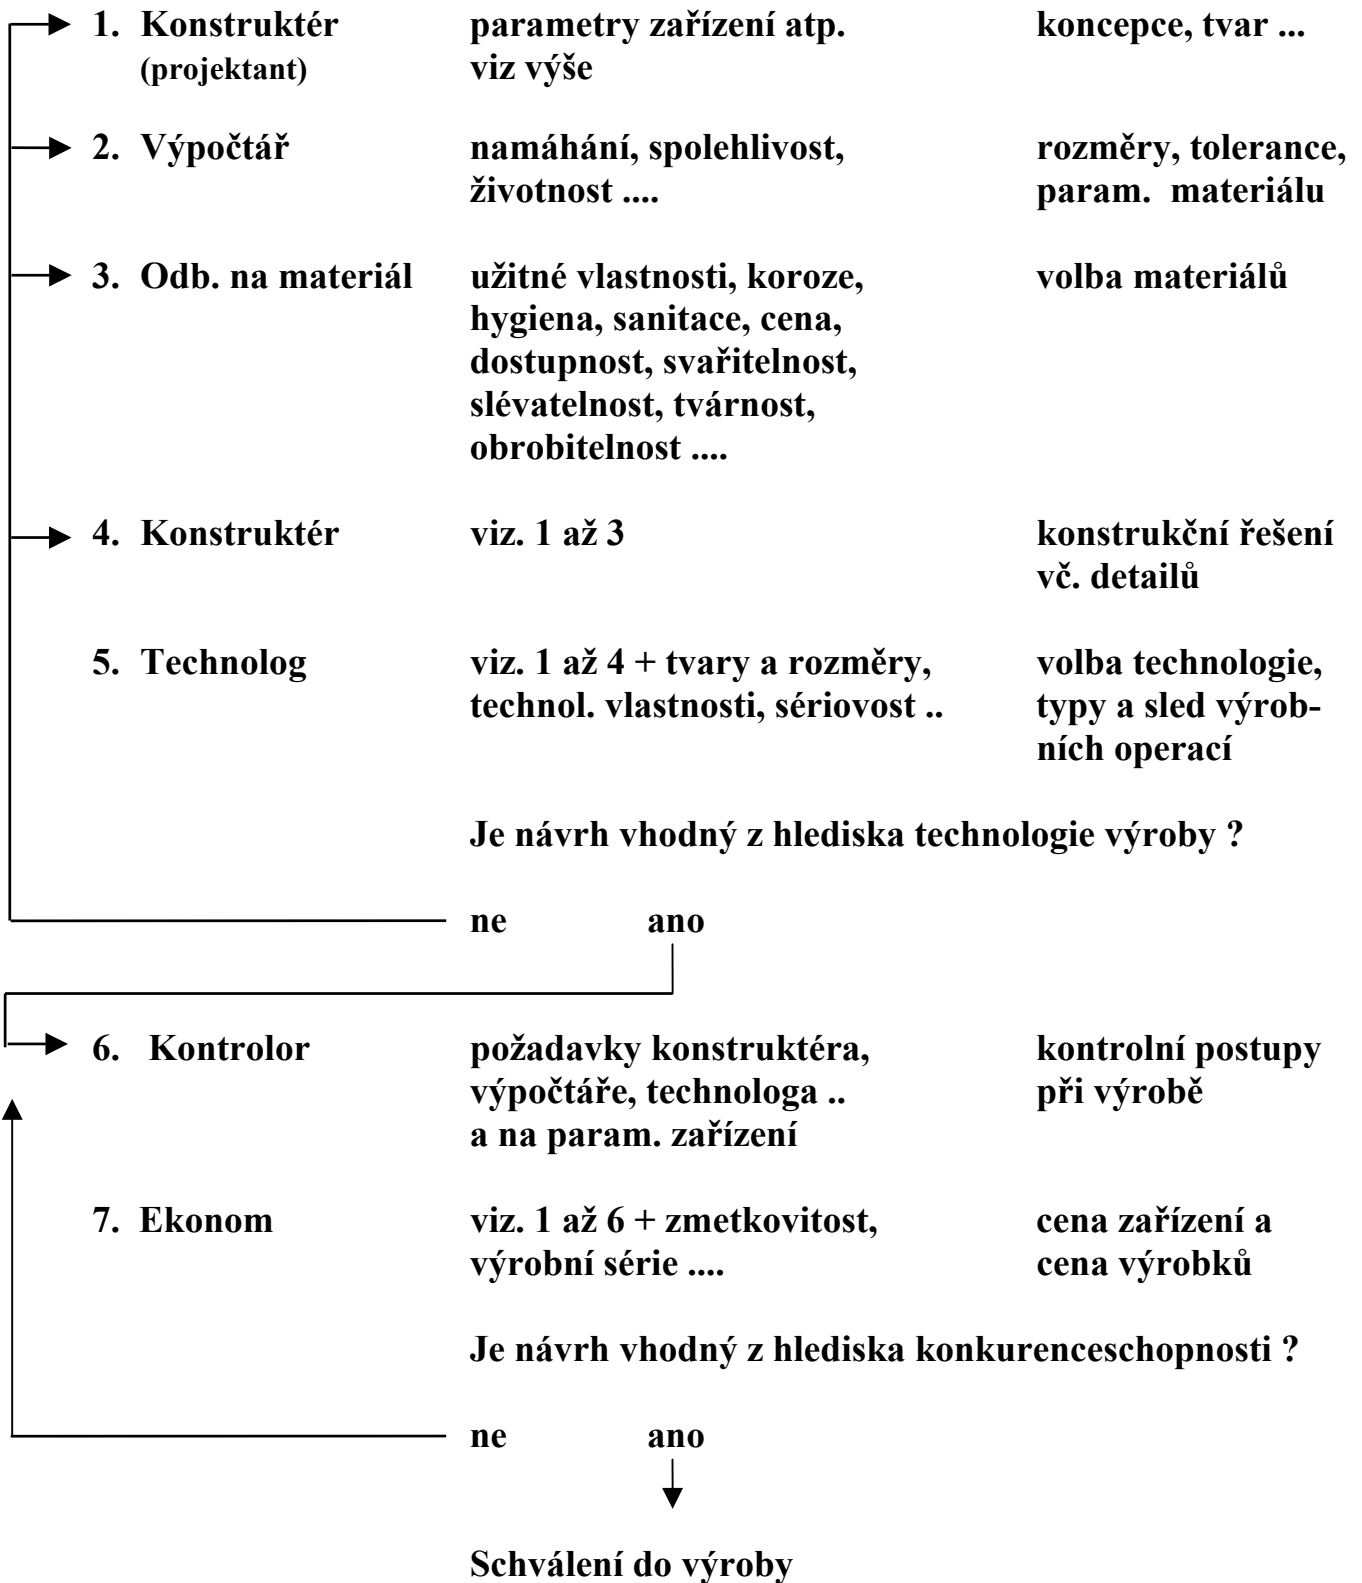 1. Konstruktér parametry zařízení atp. koncepce, tvar ...
(projektant) viz výše
2. Výpočtář namáhání, spolehlivost, rozměry, tolerance,
životnost .... param. materiálu
3. Odb. na materiál užitné vlastnosti, koroze, volba materiálů
hygiena, sanitace, cena,
dostupnost, svařitelnost,
slévatelnost, tvárnost,
obrobitelnost ....
4. Konstruktér viz. 1 až 3 konstrukční řešení
vč. detailů
5. Technolog viz. 1 až 4 + tvary a rozměry, volba technologie,
technol. vlastnosti, sériovost .. typy a sled výrob-
ních operací
Je návrh vhodný z hlediska technologie výroby ?
ne ano
6. Kontrolor požadavky konstruktéra, kontrolní postupy
výpočtáře, technologa .. při výrobě
a na param. zařízení
7. Ekonom viz. 1 až 6 + zmetkovitost, cena zařízení a
výrobní série .... cena výrobků
Je návrh vhodný z hlediska konkurenceschopnosti ?
ne ano
Schválení do výroby